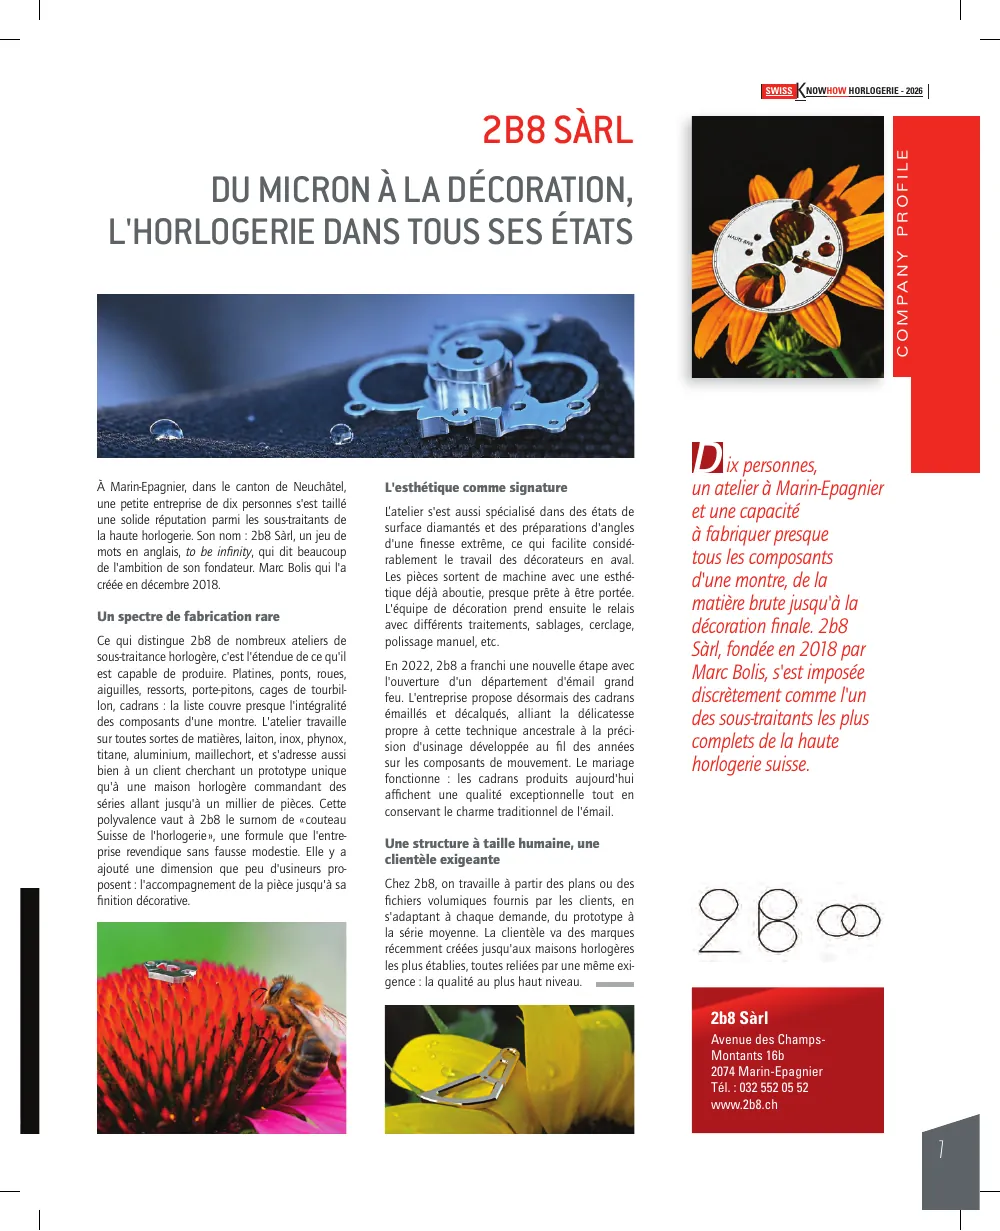 SWISS KNOWHOW HORLOGERIE - 2026
2B8 SÀRL
DU MICRON À LA DÉCORATION,
L'HORLOGERIE DANS TOUS SES ÉTATS
COMPANY PROFILE
À Marin-Epagnier, dans le canton de Neuchâtel,
une petite entreprise de dix personnes s'est taillé
une solide réputation parmi les sous-traitants de
la haute horlogerie. Son nom : 2b8 Sàrl, un jeu de
mots en anglais, to be infinity, qui dit beaucoup
de l'ambition de son fondateur. Marc Bolis qui l'a
créée en décembre 2018.
Un spectre de fabrication rare
Ce qui distingue 2b8 de nombreux ateliers de
sous-traitance horlogère, c'est l'étendue de ce qu'il
est capable de produire. Platines, ponts, roues,
aiguilles, ressorts, porte-pitons, cages de tourbil-
lon, cadrans : la liste couvre presque l'intégralité
des composants d'une montre. L'atelier travaille
sur toutes sortes de matières, laiton, inox, phynox,
titane, aluminium, maillechort, et s'adresse aussi
bien à un client cherchant un prototype unique
qu'à une maison horlogère commandant des
séries allant jusqu'à un millier de pièces. Cette
polyvalence vaut à 2b8 le surnom de «couteau
Suisse de l'horlogerie», une formule que l'entre-
prise revendique sans fausse modestie. Elle y a
ajouté une dimension que peu d'usineurs pro-
posent : l'accompagnement de la pièce jusqu'à sa
finition décorative.
L'esthétique comme signature
L'atelier s'est aussi spécialisé dans des états de
surface diamantés et des préparations d'angles
d'une finesse extrême, ce qui facilite considé-
rablement le travail des décorateurs en aval.
Les pièces sortent de machine avec une esthé-
tique déjà aboutie, presque prête à être portée.
L'équipe de décoration prend ensuite le relais
avec différents traitements, sablages, cerclage,
polissage manuel, etc.
En 2022, 2b8 a franchi une nouvelle étape avec
l'ouverture d'un département d'émail grand
feu. L'entreprise propose désormais des cadrans
émaillés et décalqués, alliant la délicatesse
propre à cette technique ancestrale à la préci-
sion d'usinage développée au fil des années
sur les composants de mouvement. Le mariage
fonctionne : les cadrans produits aujourd'hui
affichent une qualité exceptionnelle tout en
conservant le charme traditionnel de l'émail.
Une structure à taille humaine, une
clientèle exigeante
Chez 2b8, on travaille à partir des plans ou des
fichiers volumiques fournis par les clients, en
s'adaptant à chaque demande, du prototype à
la série moyenne. La clientèle va des marques
récemment créées jusqu'aux maisons horlogères
les plus établies, toutes reliées par une même exi-
gence : la qualité au plus haut niveau.
Dix personnes,
un atelier à Marin-Epagnier
et une capacité
à fabriquer presque
tous les composants
d'une montre, de la
matière brute jusqu'à la
décoration finale. 2b8
Sàrl, fondée en 2018 par
Marc Bolis, s'est imposée
discrètement comme l'un
des sous-traitants les plus
complets de la haute
horlogerie suisse.
2B8
2b8 Sàrl
Avenue des Champs-
Montants 16b
2074 Marin-Epagnier
Tél. : 032 552 05 52
www.2b8.ch
1